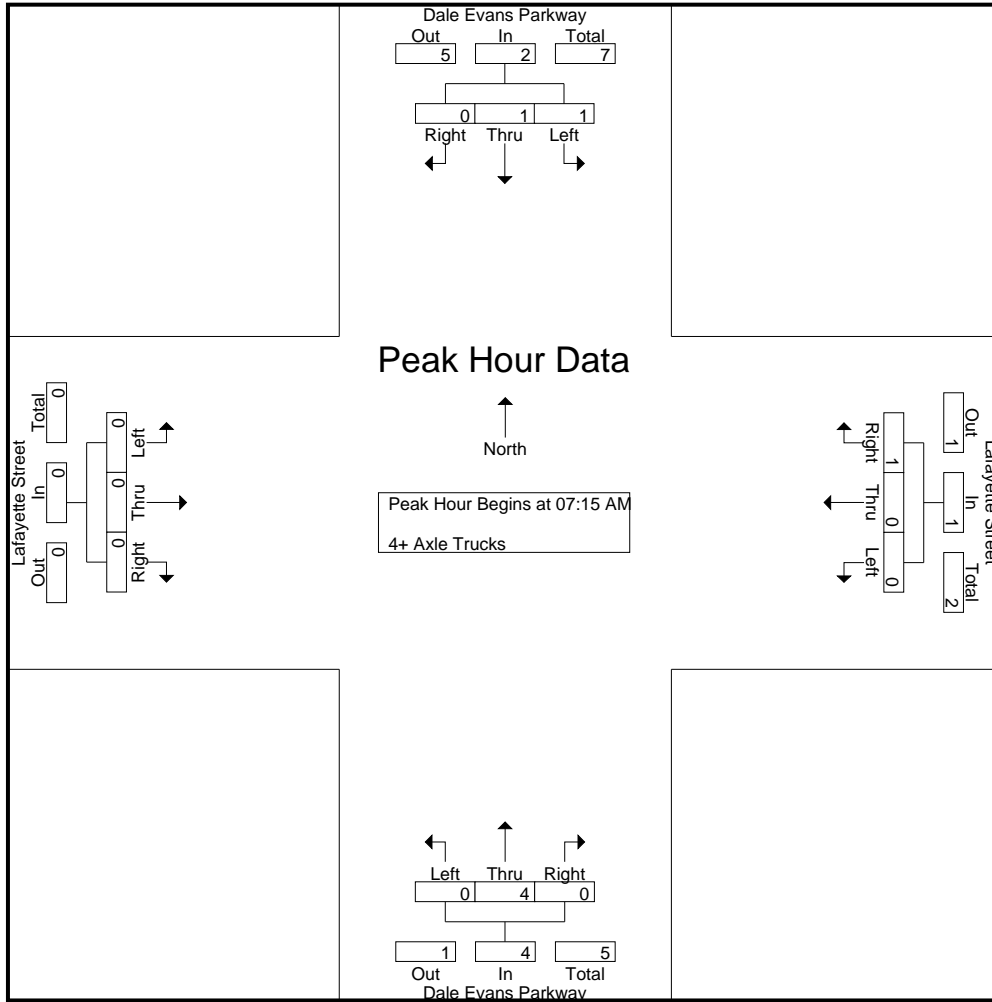 Dale Evans Parkway
Out In Total
5 2 7
0 1 1
Right Thru Left
Peak Hour Data
North
Peak Hour Begins at 07:15 AM
4+ Axle Trucks
Lafayette Street
Total In Out
0 0 0
0 0 0
Left Thru Right
Lafayette Street
Out In Total
1 1 2
Right Thru Left
1 0 0
Left Thru Right
0 4 0
1 4 5
Out In Total
Dale Evans Parkway